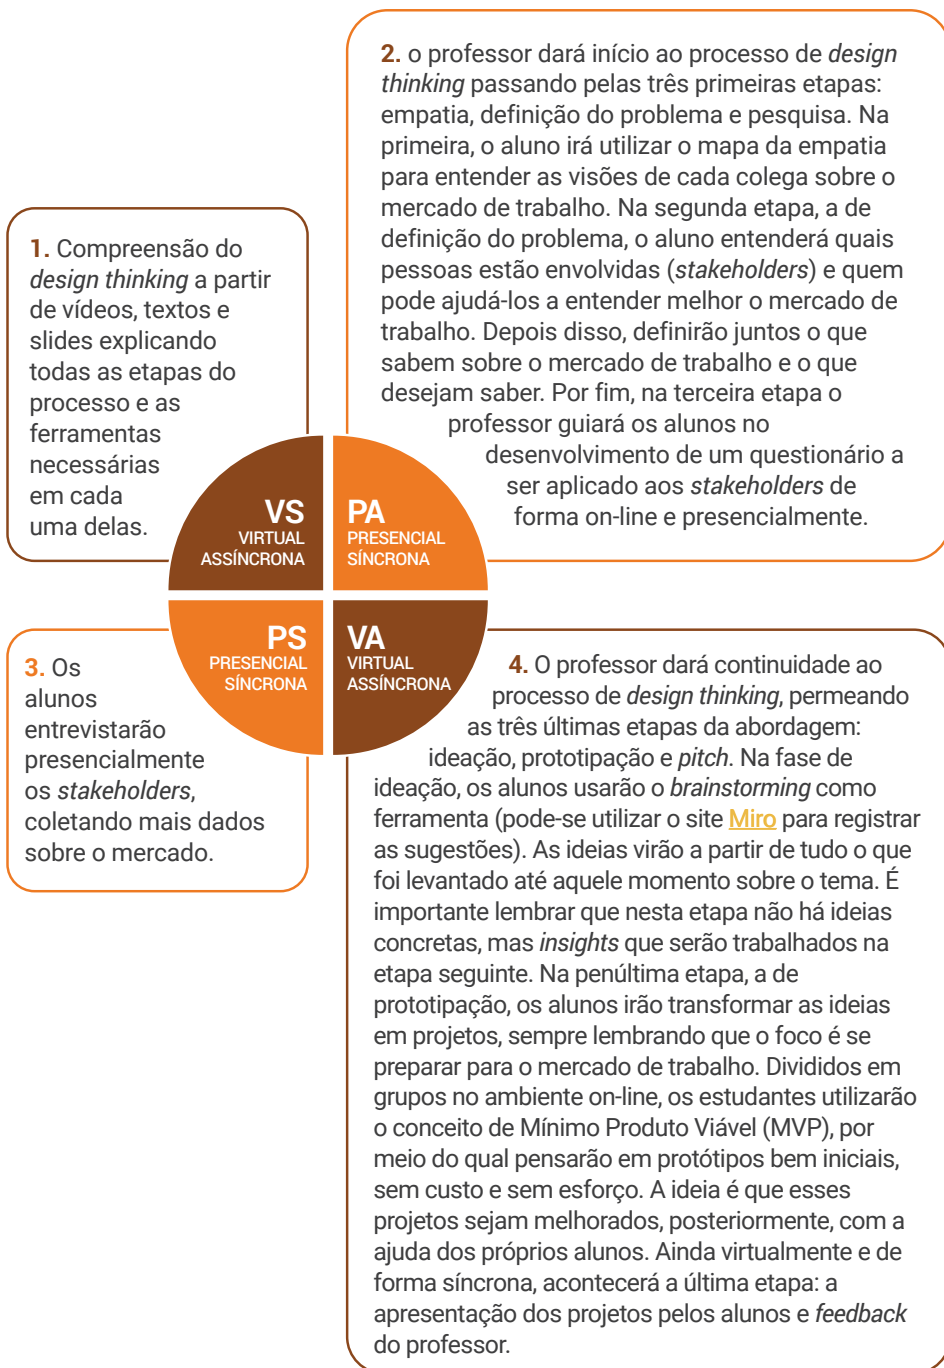 1. Compreensão do
design thinking a partir
de vídeos, textos e
slides explicando
todas as etapas do
processo e as
ferramentas
necessárias
em cada
uma delas.
2. o professor dará início ao processo de design
thinking passando pelas três primeiras etapas:
empatia, definição do problema e pesquisa. Na
primeira, o aluno irá utilizar o mapa da empatia
para entender as visões de cada colega sobre o
mercado de trabalho. Na segunda etapa, a de
definição do problema, o aluno entenderá quais
pessoas estão envolvidas (stakeholders) e quem
pode ajudá-los a entender melhor o mercado de
trabalho. Depois disso, definirão juntos o que
sabem sobre o mercado de trabalho e o que
desejam saber. Por fim, na terceira etapa o
professor guiará os alunos no
desenvolvimento de um questionário a
ser aplicado aos stakeholders de
forma on-line e presencialmente.
VS
VIRTUAL
ASSÍNCRONA
PA
PRESENCIAL
SÍNCRONA
PS
PRESENCIAL
SÍNCRONA
VA
VIRTUAL
ASSÍNCRONA
3. Os
alunos
entrevistarão
presencialmente
os stakeholders,
coletando mais dados
sobre o mercado.
4. O professor dará continuidade ao
processo de design thinking, permeando
as três últimas etapas da abordagem:
ideação, prototipação e pitch. Na fase de
ideação, os alunos usarão o brainstorming como
ferramenta (pode-se utilizar o site Miro para registrar
as sugestões). As ideias virão a partir de tudo o que
foi levantado até aquele momento sobre o tema. É
importante lembrar que nesta etapa não há ideias
concretas, mas insights que serão trabalhados na
etapa seguinte. Na penúltima etapa, a de
prototipação, os alunos irão transformar as ideias
em projetos, sempre lembrando que o foco é se
preparar para o mercado de trabalho. Divididos em
grupos no ambiente on-line, os estudantes utilizarão
o conceito de Mínimo Produto Viável (MVP), por
meio do qual pensarão em protótipos bem iniciais,
sem custo e sem esforço. A ideia é que esses
projetos sejam melhorados, posteriormente, com a
ajuda dos próprios alunos. Ainda virtualmente e de
forma síncrona, acontecerá a última etapa: a
apresentação dos projetos pelos alunos e feedback
do professor.